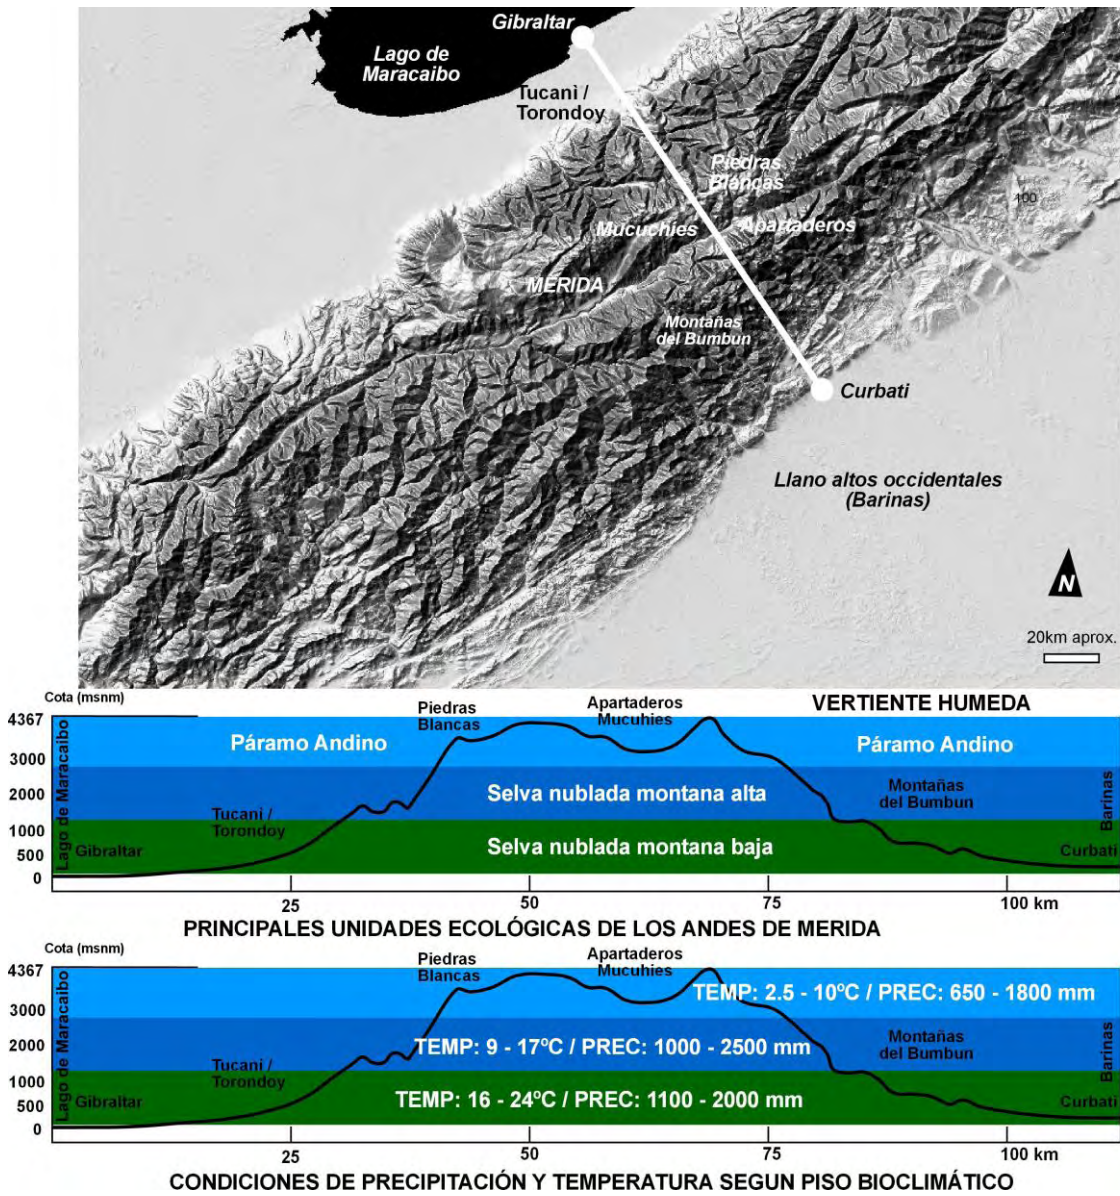 Gibraltar
Lago de
Maracaibo
Tucanì /
Torondoy
Piedras
Blancas
100
Mucuchies
Apartaderos
MÉRIDA
Montañas
del Bumbun
Curbati
Llano altos occidentales
(Barinas)
N
20km aprox.
Cota (msnm)
Piedras
Blancas
Apartaderos
Mucuhies
VERTIENTE HUMEDA
4367
3000
2000
1000
500
0
Lago de Maracaibo
Páramo Andino
Páramo Andino
Selva nublada montana alta
Montañas
del Bumbun
Barinas
Tucani /
Torondoy
Gibraltar
Selva nublada montana baja
Curbati
25
50
75
100 km
PRINCIPALES UNIDADES ECOLÓGICAS DE LOS ANDES DE MERIDA
Cota (msnm)
Piedras
Blancas
Apartaderos
Mucuhies
4367
3000
2000
1000
500
0
Lago de Maracaibo
TEMP: 2.5 - 10ºC / PREC: 650 - 1800 mm
TEMP: 9 - 17ºC / PREC: 1000 - 2500 mm
Montañas
del Bumbun
Barinas
Tucani /
Torondoy
Gibraltar
TEMP: 16 - 24ºC / PREC: 1100 - 2000 mm
Curbati
25
50
75
100 km
CONDICIONES DE PRECIPITACIÓN Y TEMPERATURA SEGUN PISO BIOCLIMÁTICO